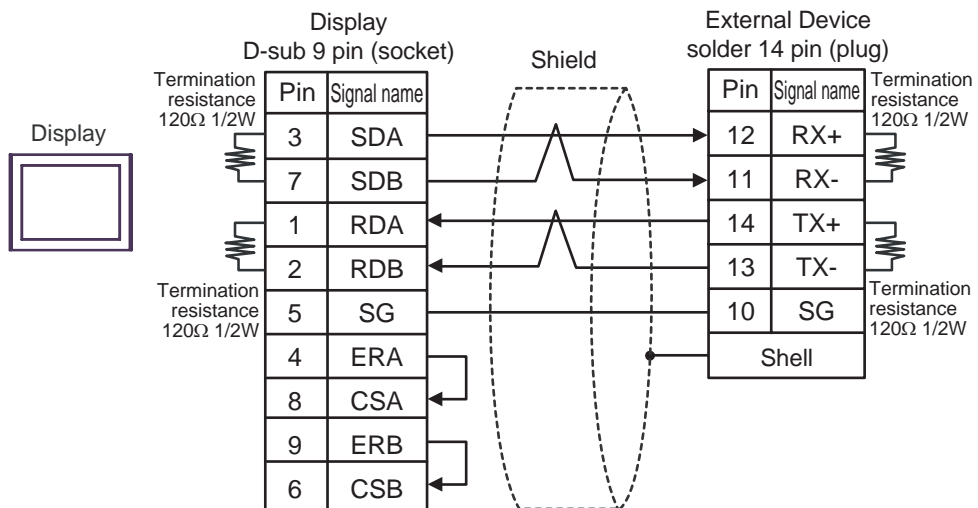 Display
D-sub 9 pin (socket)
Shield
External Device
solder 14 pin (plug)
Termination
resistance
120Ω 1/2W
Termination
resistance
120Ω 1/2W
Display
Pin Signal name
3 SDA
7 SDB
1 RDA
2 RDB
5 SG
4 ERA
8 CSA
9 ERB
6 CSB
Termination
resistance
120Ω 1/2W
Pin Signal name
12 RX+
11 RX-
14 TX+
13 TX-
10 SG
Shell
Termination
resistance
120Ω 1/2W